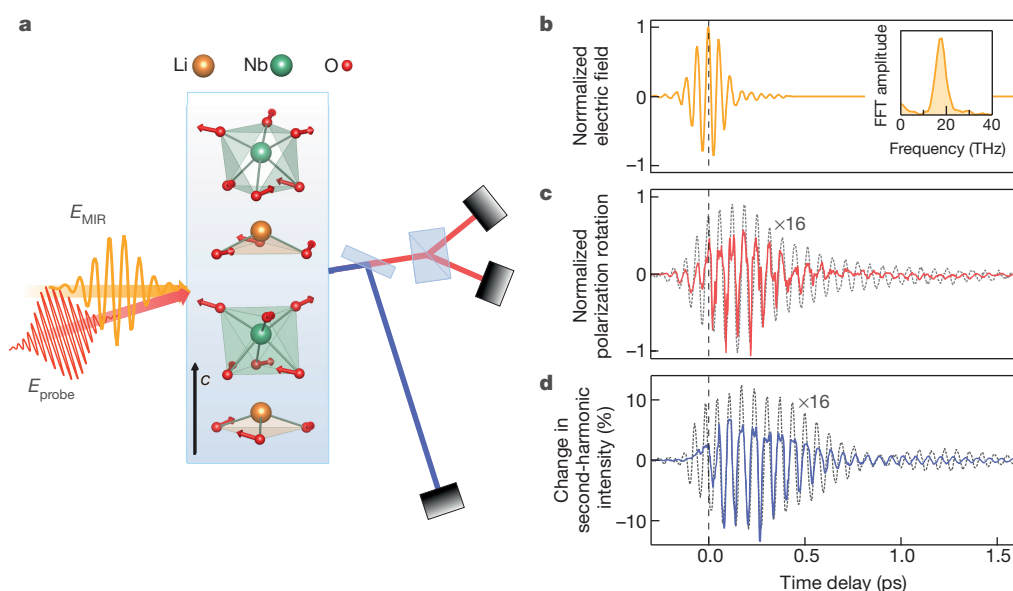 a
Li
Nb
O
E_MIR
E_probe
c
b
Normalized
electric field
1
0
−1
FFT amplitude
0
20
40
Frequency (THz)
c
Normalized
polarization rotation
1
0
−1
×16
d
Change in
second-harmonic
intensity (%)
10
0
−10
×16
0.0
0.5
1.0
1.5
Time delay (ps)